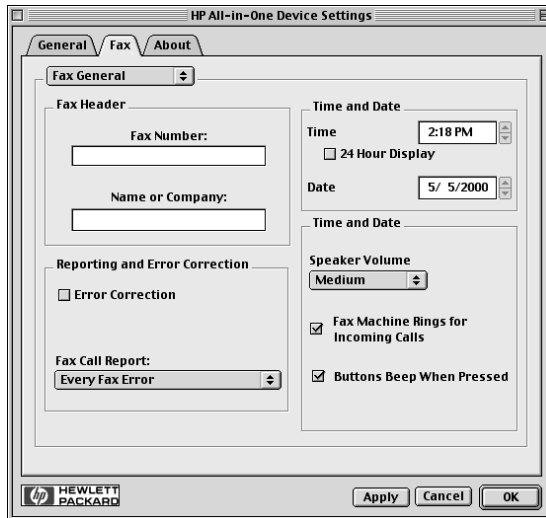 HP All-in-One Device Settings
General
Fax
About
Fax General
Fax Header
Fax Number:
Name or Company:
Time and Date
Time
2:18 PM
24 Hour Display
Date
5/ 5/2000
Reporting and Error Correction
Error Correction
Fax Call Report:
Every Fax Error
Time and Date
Speaker Volume
Medium
Fax Machine Rings for
Incoming Calls
Buttons Beep When Pressed
hp HEWLETT
PACKARD
Apply
Cancel
OK